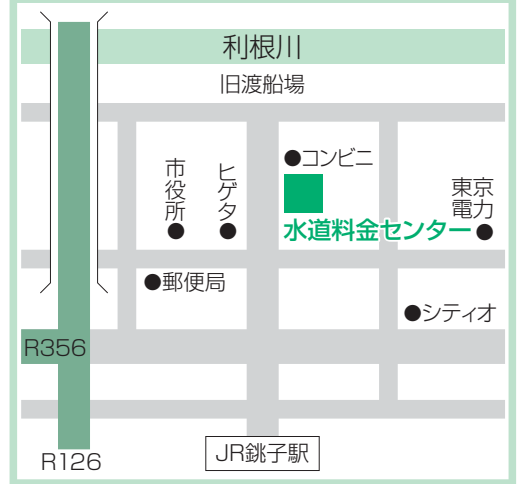 利根川
旧渡船場
●コンビニ
市役所
ヒゲタ
東京
電力
水道料金センター
●郵便局
●シティオ
R356
R126
JR銚子駅